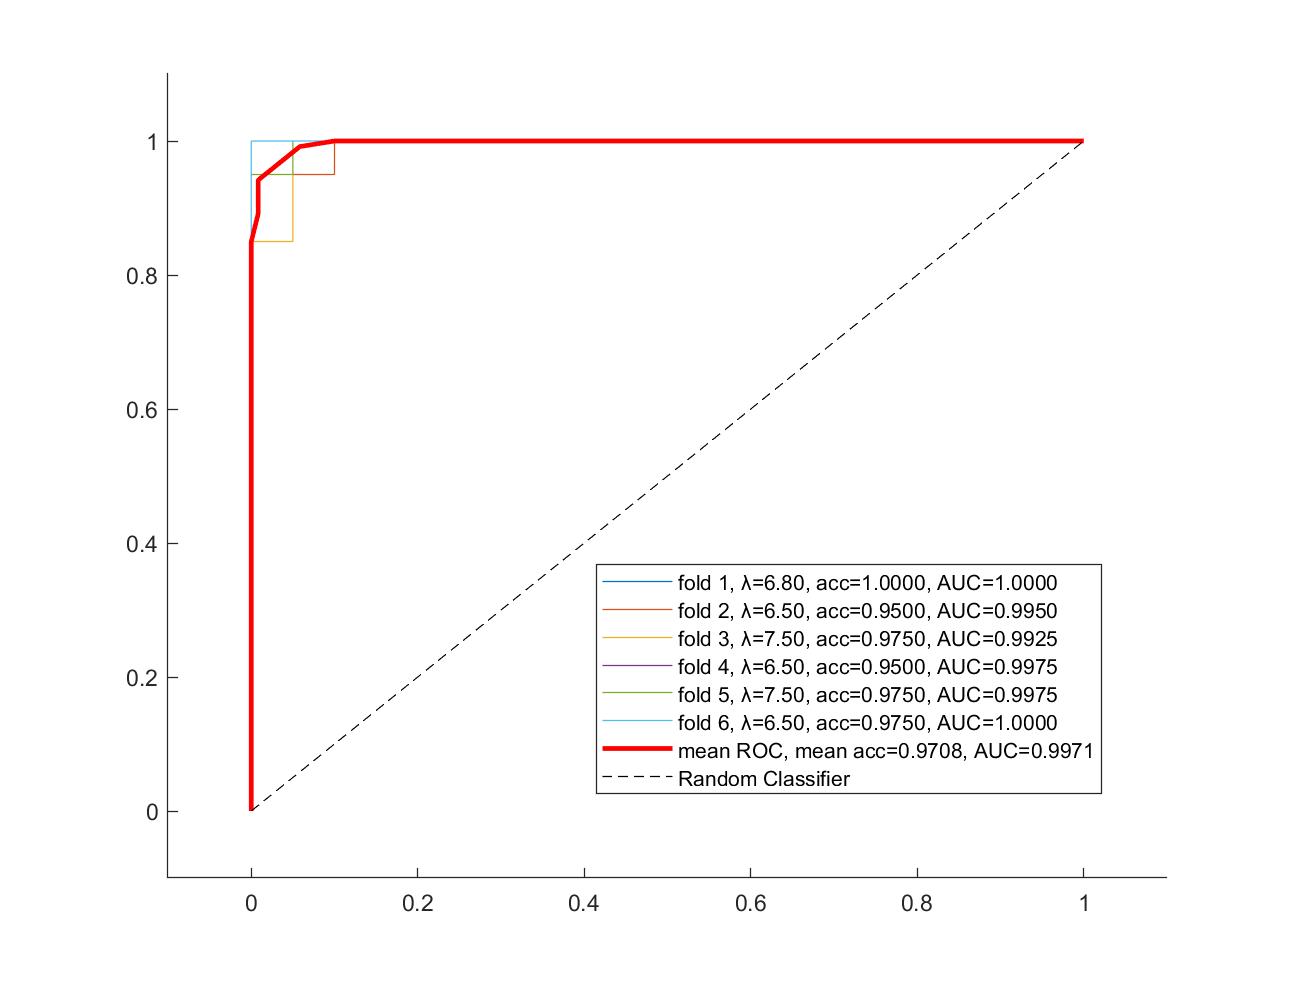 1
0.8
0.6
0.4
0.2
0
0 0.2 0.4 0.6 0.8 1
fold 1, λ=6.80, acc=1.0000, AUC=1.0000
fold 2, λ=6.50, acc=0.9500, AUC=0.9950
fold 3, λ=7.50, acc=0.9750, AUC=0.9925
fold 4, λ=6.50, acc=0.9500, AUC=0.9975
fold 5, λ=7.50, acc=0.9750, AUC=0.9975
fold 6, λ=6.50, acc=0.9750, AUC=1.0000
mean ROC, mean acc=0.9708, AUC=0.9971
Random Classifier